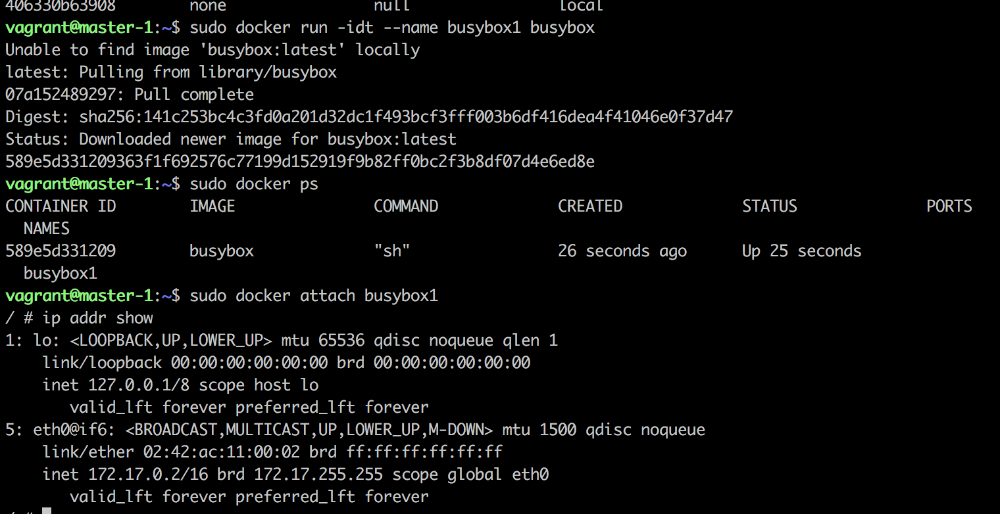 406330b63908        none                null                local
vagrant@master-1:~$ sudo docker run -idt --name busybox1 busybox
Unable to find image 'busybox:latest' locally
latest: Pulling from library/busybox
07a152489297: Pull complete
Digest: sha256:141c253bc4c3fd0a201d32dc1f493bcf3fff003b6df416dea4f41046e0f37d47
Status: Downloaded newer image for busybox:latest
589e5d331209363f1f692576c77199d152919f9b82ff0bc2f3b8df07d4e6ed8e
vagrant@master-1:~$ sudo docker ps
CONTAINER ID        IMAGE               COMMAND             CREATED             STATUS              PORTS
  NAMES
589e5d331209        busybox             "sh"                26 seconds ago      Up 25 seconds
  busybox1
vagrant@master-1:~$ sudo docker attach busybox1
/ # ip addr show
1: lo: <LOOPBACK,UP,LOWER_UP> mtu 65536 qdisc noqueue qlen 1
    link/loopback 00:00:00:00:00:00 brd 00:00:00:00:00:00
    inet 127.0.0.1/8 scope host lo
       valid_lft forever preferred_lft forever
5: eth0@if6: <BROADCAST,MULTICAST,UP,LOWER_UP,M-DOWN> mtu 1500 qdisc noqueue
    link/ether 02:42:ac:11:00:02 brd ff:ff:ff:ff:ff:ff
    inet 172.17.0.2/16 brd 172.17.255.255 scope global eth0
       valid_lft forever preferred_lft forever
/ #